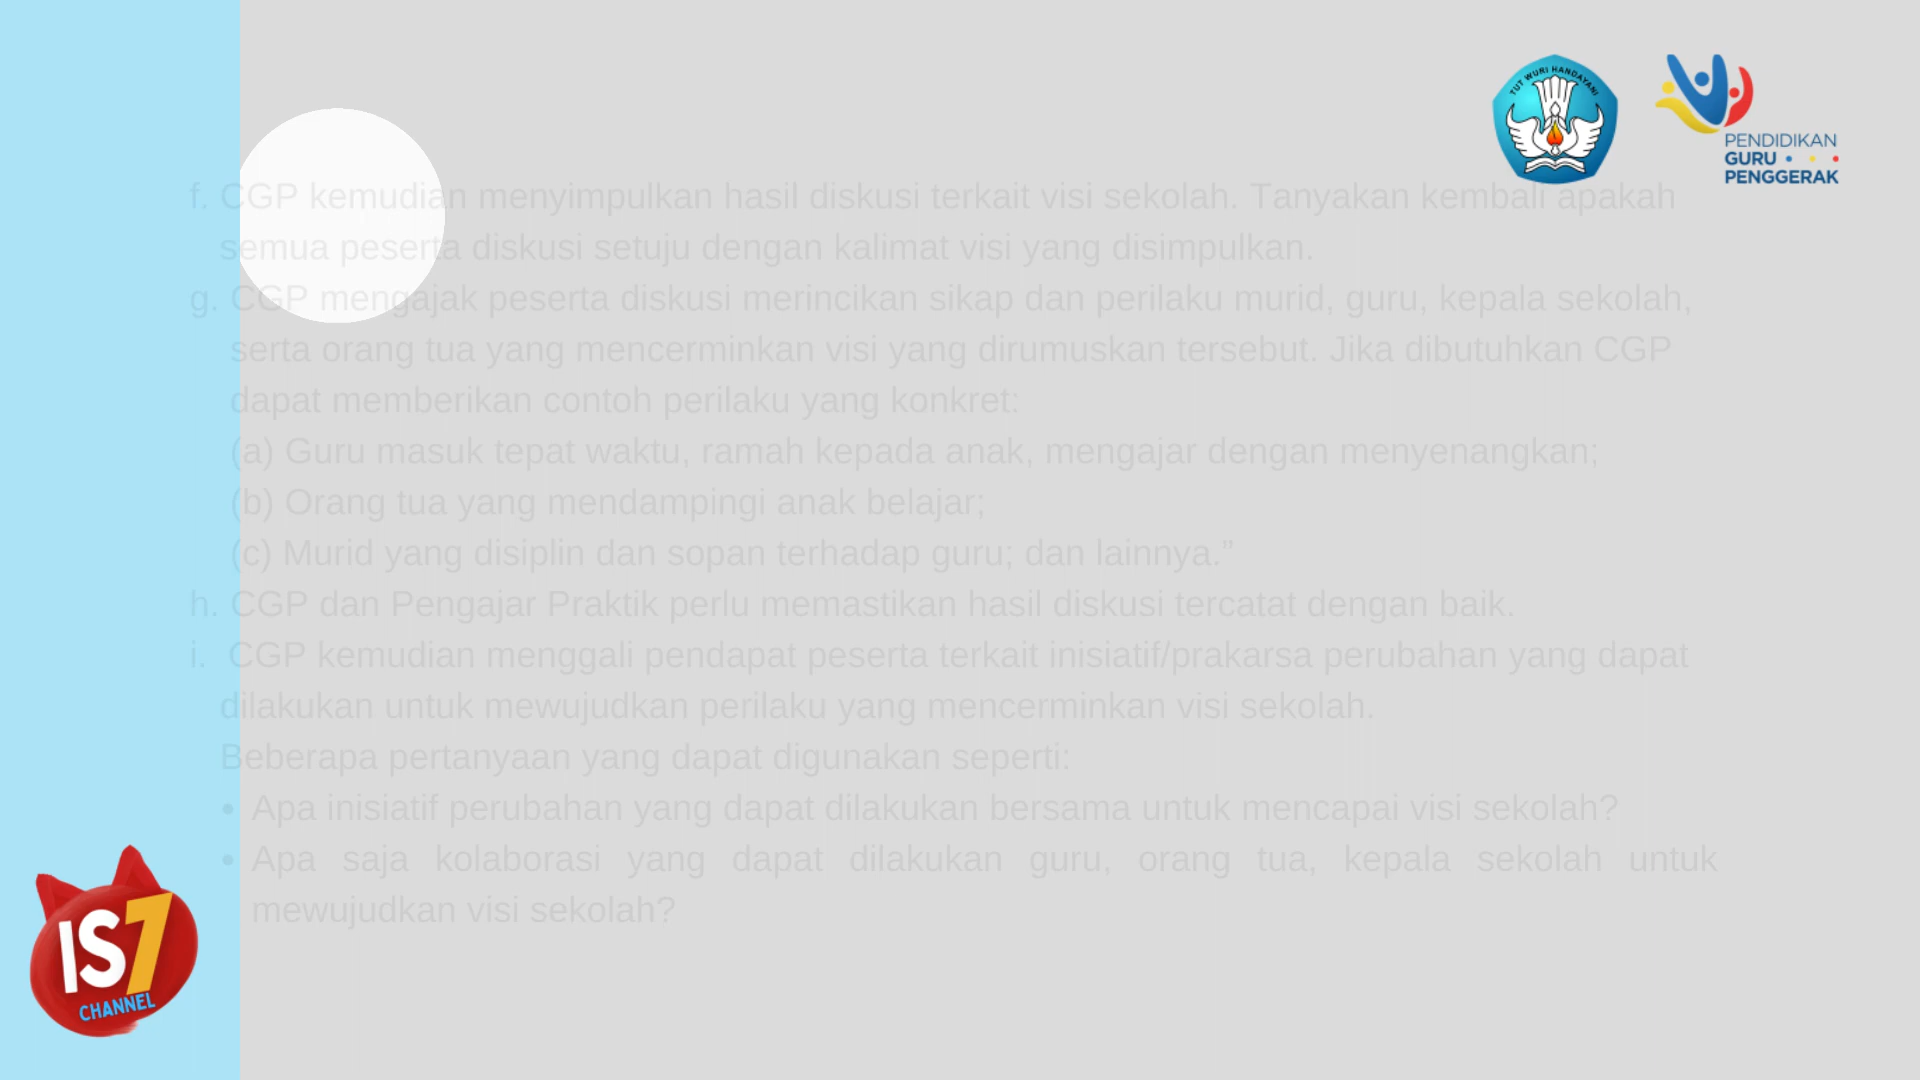 TUT WURI HANDAYANI
PENDIDIKAN
GURU
PENGGERAK
f. CGP kemudian menyimpulkan hasil diskusi terkait visi sekolah. Tanyakan kembali apakah
semua peserta diskusi setuju dengan kalimat visi yang disimpulkan.
g. CGP mengajak peserta diskusi merincikan sikap dan perilaku murid, guru, kepala sekolah,
serta orang tua yang mencerminkan visi yang dirumuskan tersebut. Jika dibutuhkan CGP
dapat memberikan contoh perilaku yang konkret:
(a) Guru masuk tepat waktu, ramah kepada anak, mengajar dengan menyenangkan;
(b) Orang tua yang mendampingi anak belajar;
(c) Murid yang disiplin dan sopan terhadap guru; dan lainnya.”
h. CGP dan Pengajar Praktik perlu memastikan hasil diskusi tercatat dengan baik.
i. CGP kemudian menggali pendapat peserta terkait inisiatif/prakarsa perubahan yang dapat
dilakukan untuk mewujudkan perilaku yang mencerminkan visi sekolah.
Beberapa pertanyaan yang dapat digunakan seperti:
• Apa inisiatif perubahan yang dapat dilakukan bersama untuk mencapai visi sekolah?
• Apa saja kolaborasi yang dapat dilakukan guru, orang tua, kepala sekolah untuk
mewujudkan visi sekolah?
IS7
CHANNEL